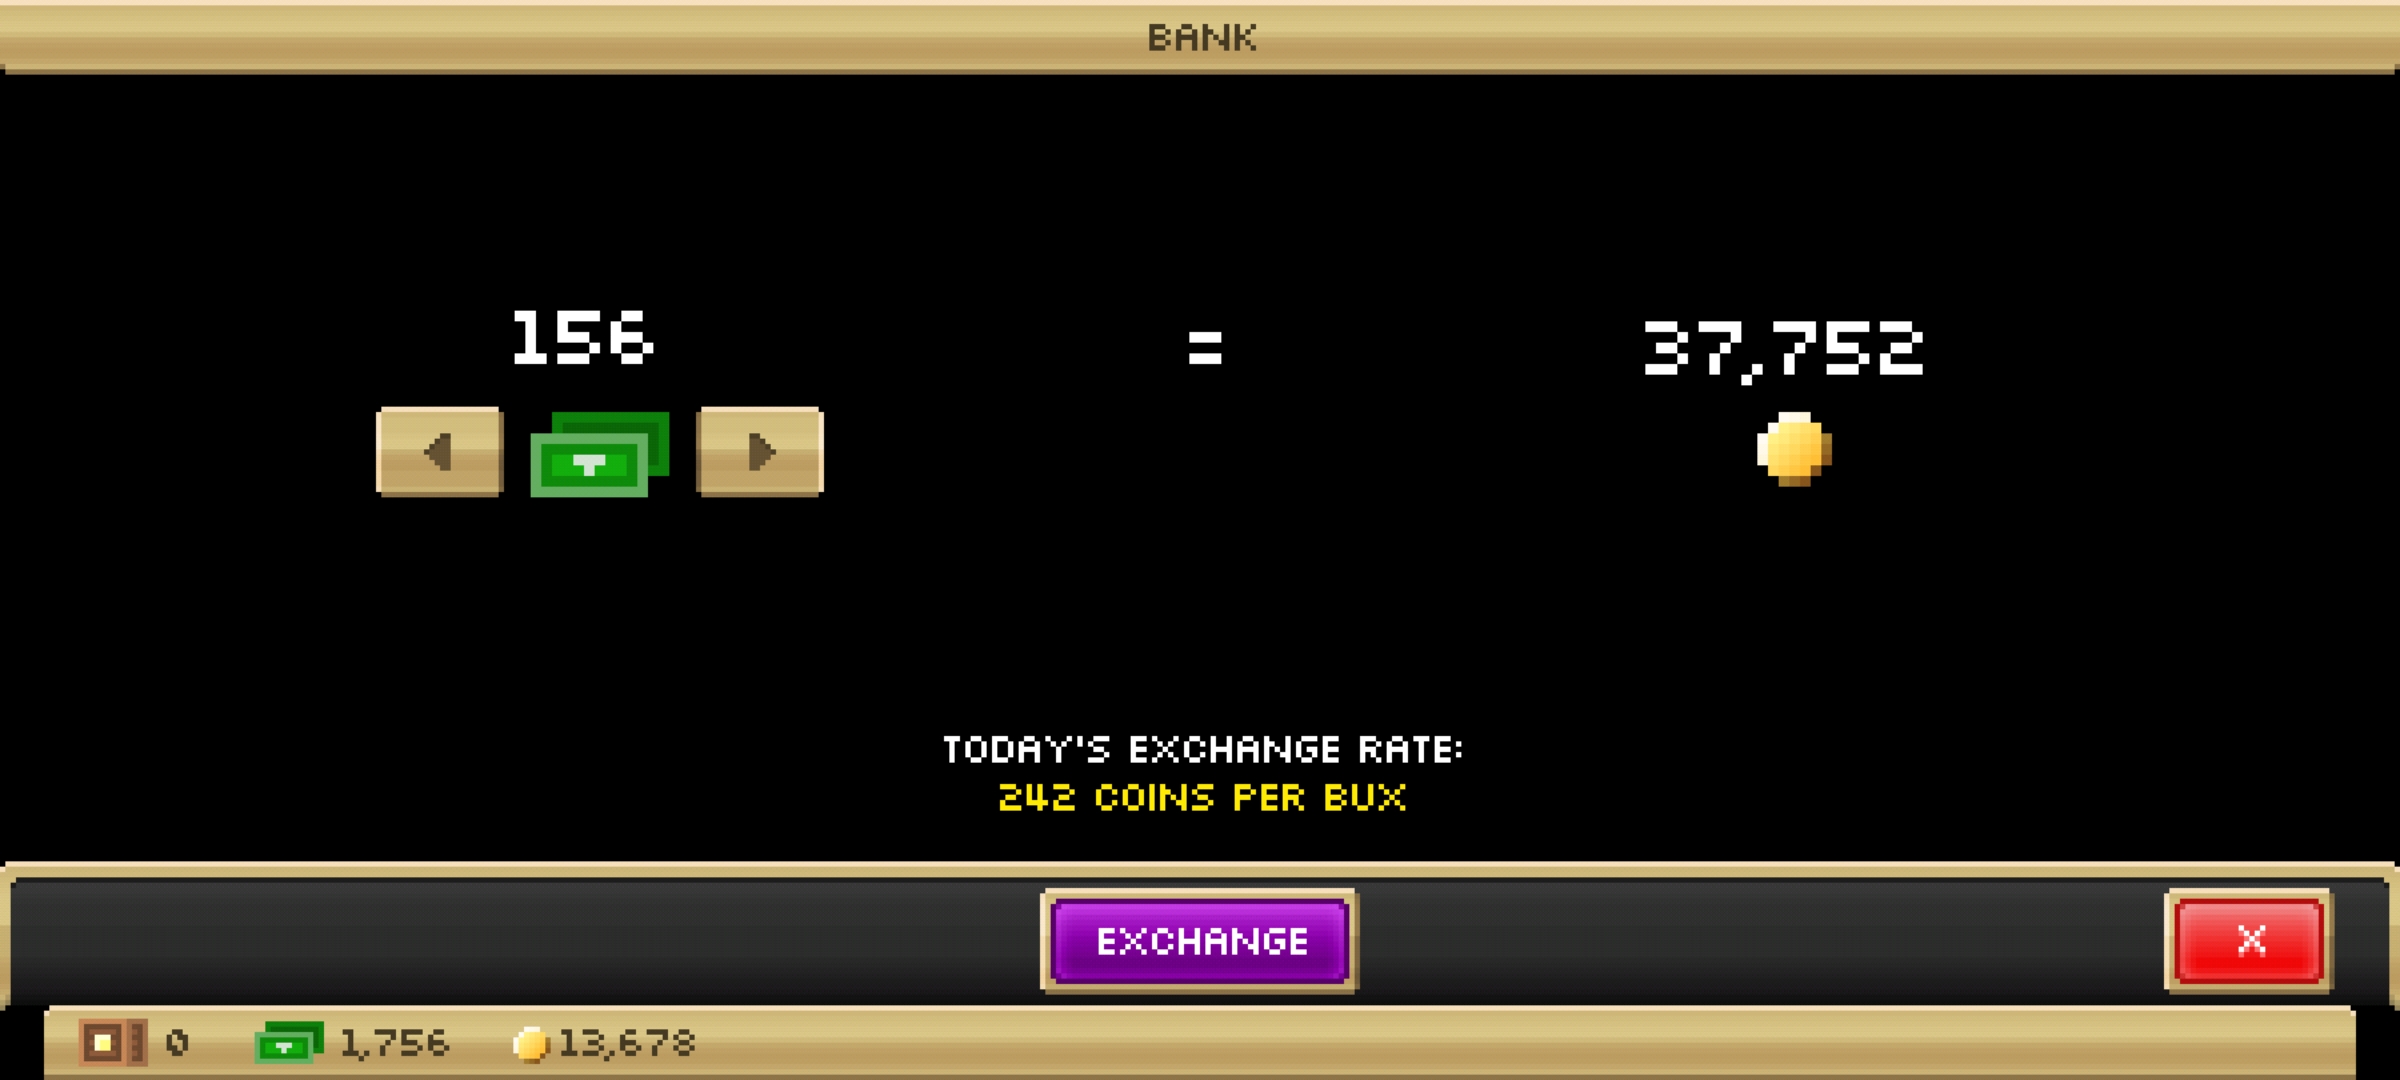 BANK
156 = 37,752
TODAY'S EXCHANGE RATE:
242 COINS PER BUX
EXCHANGE X
0 1,756 13,678